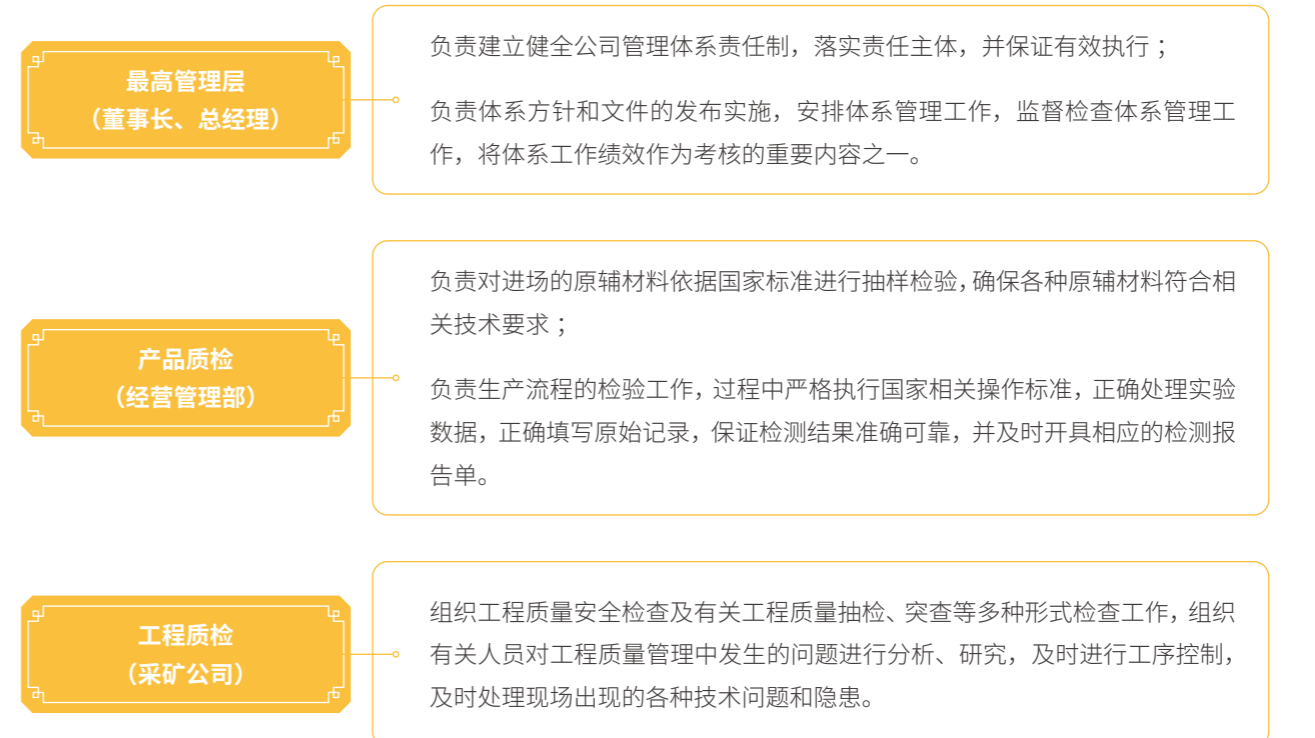 最高管理层
（董事长、总经理）
负责建立健全公司管理体系责任制，落实责任主体，并保证有效执行；
负责体系方针和文件的发布实施，安排体系管理工作，监督检查体系管理工
作，将体系工作绩效作为考核的重要内容之一。
产品质检
（经营管理部）
负责对进场的原辅材料依据国家标准进行抽样检验，确保各种原辅材料符合相
关技术要求；
负责生产流程的检验工作，过程中严格执行国家相关操作标准，正确处理实验
数据，正确填写原始记录，保证检测结果准确可靠，并及时开具相应的检测报
告单。
工程质检
（采矿公司）
组织工程质量安全检查及有关工程质量抽检、突查等多种形式检查工作，组织
有关人员对工程质量管理中发生的问题进行分析、研究，及时进行工序控制，
及时处理现场出现的各种技术问题和隐患。